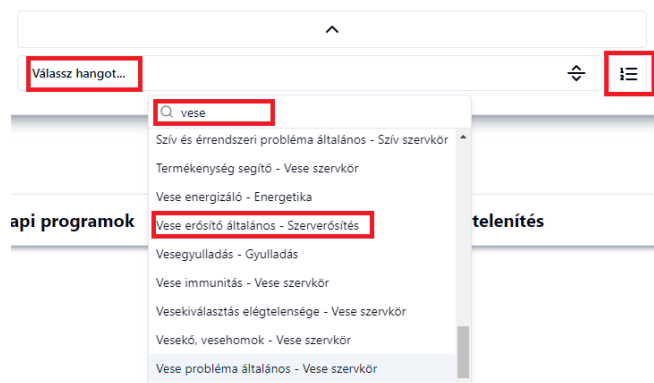 Válassz hangot...
vese
Szív és érrendszeri probléma általános - Szív szervkör
Termékenység segítő - Vese szervkör
Vese energizáló - Energetika
api programok
Vese erősítő általános - Szerverősítés
telenítés
Vesegyulladás - Gyulladás
Vese immunitás - Vese szervkör
Vesekiválasztás elégtelensége - Vese szervkör
Vesekő, vesehomok - Vese szervkör
Vese probléma általános - Vese szervkör